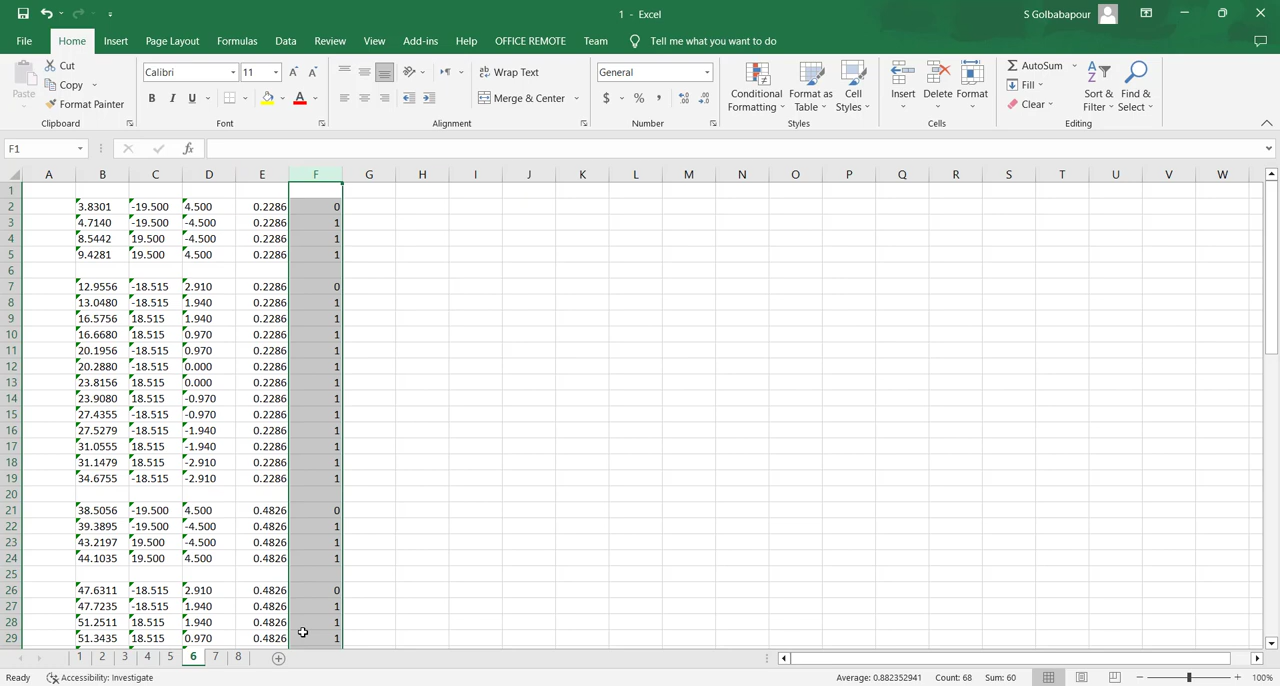 1 - Excel
S Golbabapour
File Home Insert Page Layout Formulas Data Review View Add-ins Help OFFICE REMOTE Team Tell me what you want to do
Paste
Cut
Copy
Format Painter
Clipboard
Calibri 11
B I U A
Font
Wrap Text
Merge & Center
Alignment
General
$ % ,
Number
Conditional Formatting
Format as Table
Cell Styles
Styles
Insert
Delete
Format
Cells
AutoSum
Fill
Clear
Sort & Filter
Find & Select
Editing
F1 fx
A B C D E F G H I J K L M N O P Q R S T U V W
1
2 3.8301 -19.500 4.500 0.2286 0
3 4.7140 -19.500 -4.500 0.2286 1
4 8.5442 19.500 -4.500 0.2286 1
5 9.4281 19.500 4.500 0.2286 1
6
7 12.9556 -18.515 2.910 0.2286 0
8 13.0480 -18.515 1.940 0.2286 1
9 16.5756 18.515 1.940 0.2286 1
10 16.6680 18.515 0.970 0.2286 1
11 20.1956 -18.515 0.970 0.2286 1
12 20.2880 -18.515 0.000 0.2286 1
13 23.8156 18.515 0.000 0.2286 1
14 23.9080 18.515 -0.970 0.2286 1
15 27.4355 -18.515 -0.970 0.2286 1
16 27.5279 -18.515 -1.940 0.2286 1
17 31.0555 18.515 -1.940 0.2286 1
18 31.1479 18.515 -2.910 0.2286 1
19 34.6755 -18.515 -2.910 0.2286 1
20
21 38.5056 -19.500 4.500 0.4826 0
22 39.3895 -19.500 -4.500 0.4826 1
23 43.2197 19.500 -4.500 0.4826 1
24 44.1035 19.500 4.500 0.4826 1
25
26 47.6311 -18.515 2.910 0.4826 0
27 47.7235 -18.515 1.940 0.4826 1
28 51.2511 18.515 1.940 0.4826 1
29 51.3435 18.515 0.970 0.4826 1
1 2 3 4 5 6 7 8
Ready Accessibility: Investigate Average: 0.882352941 Count: 68 Sum: 60 100%